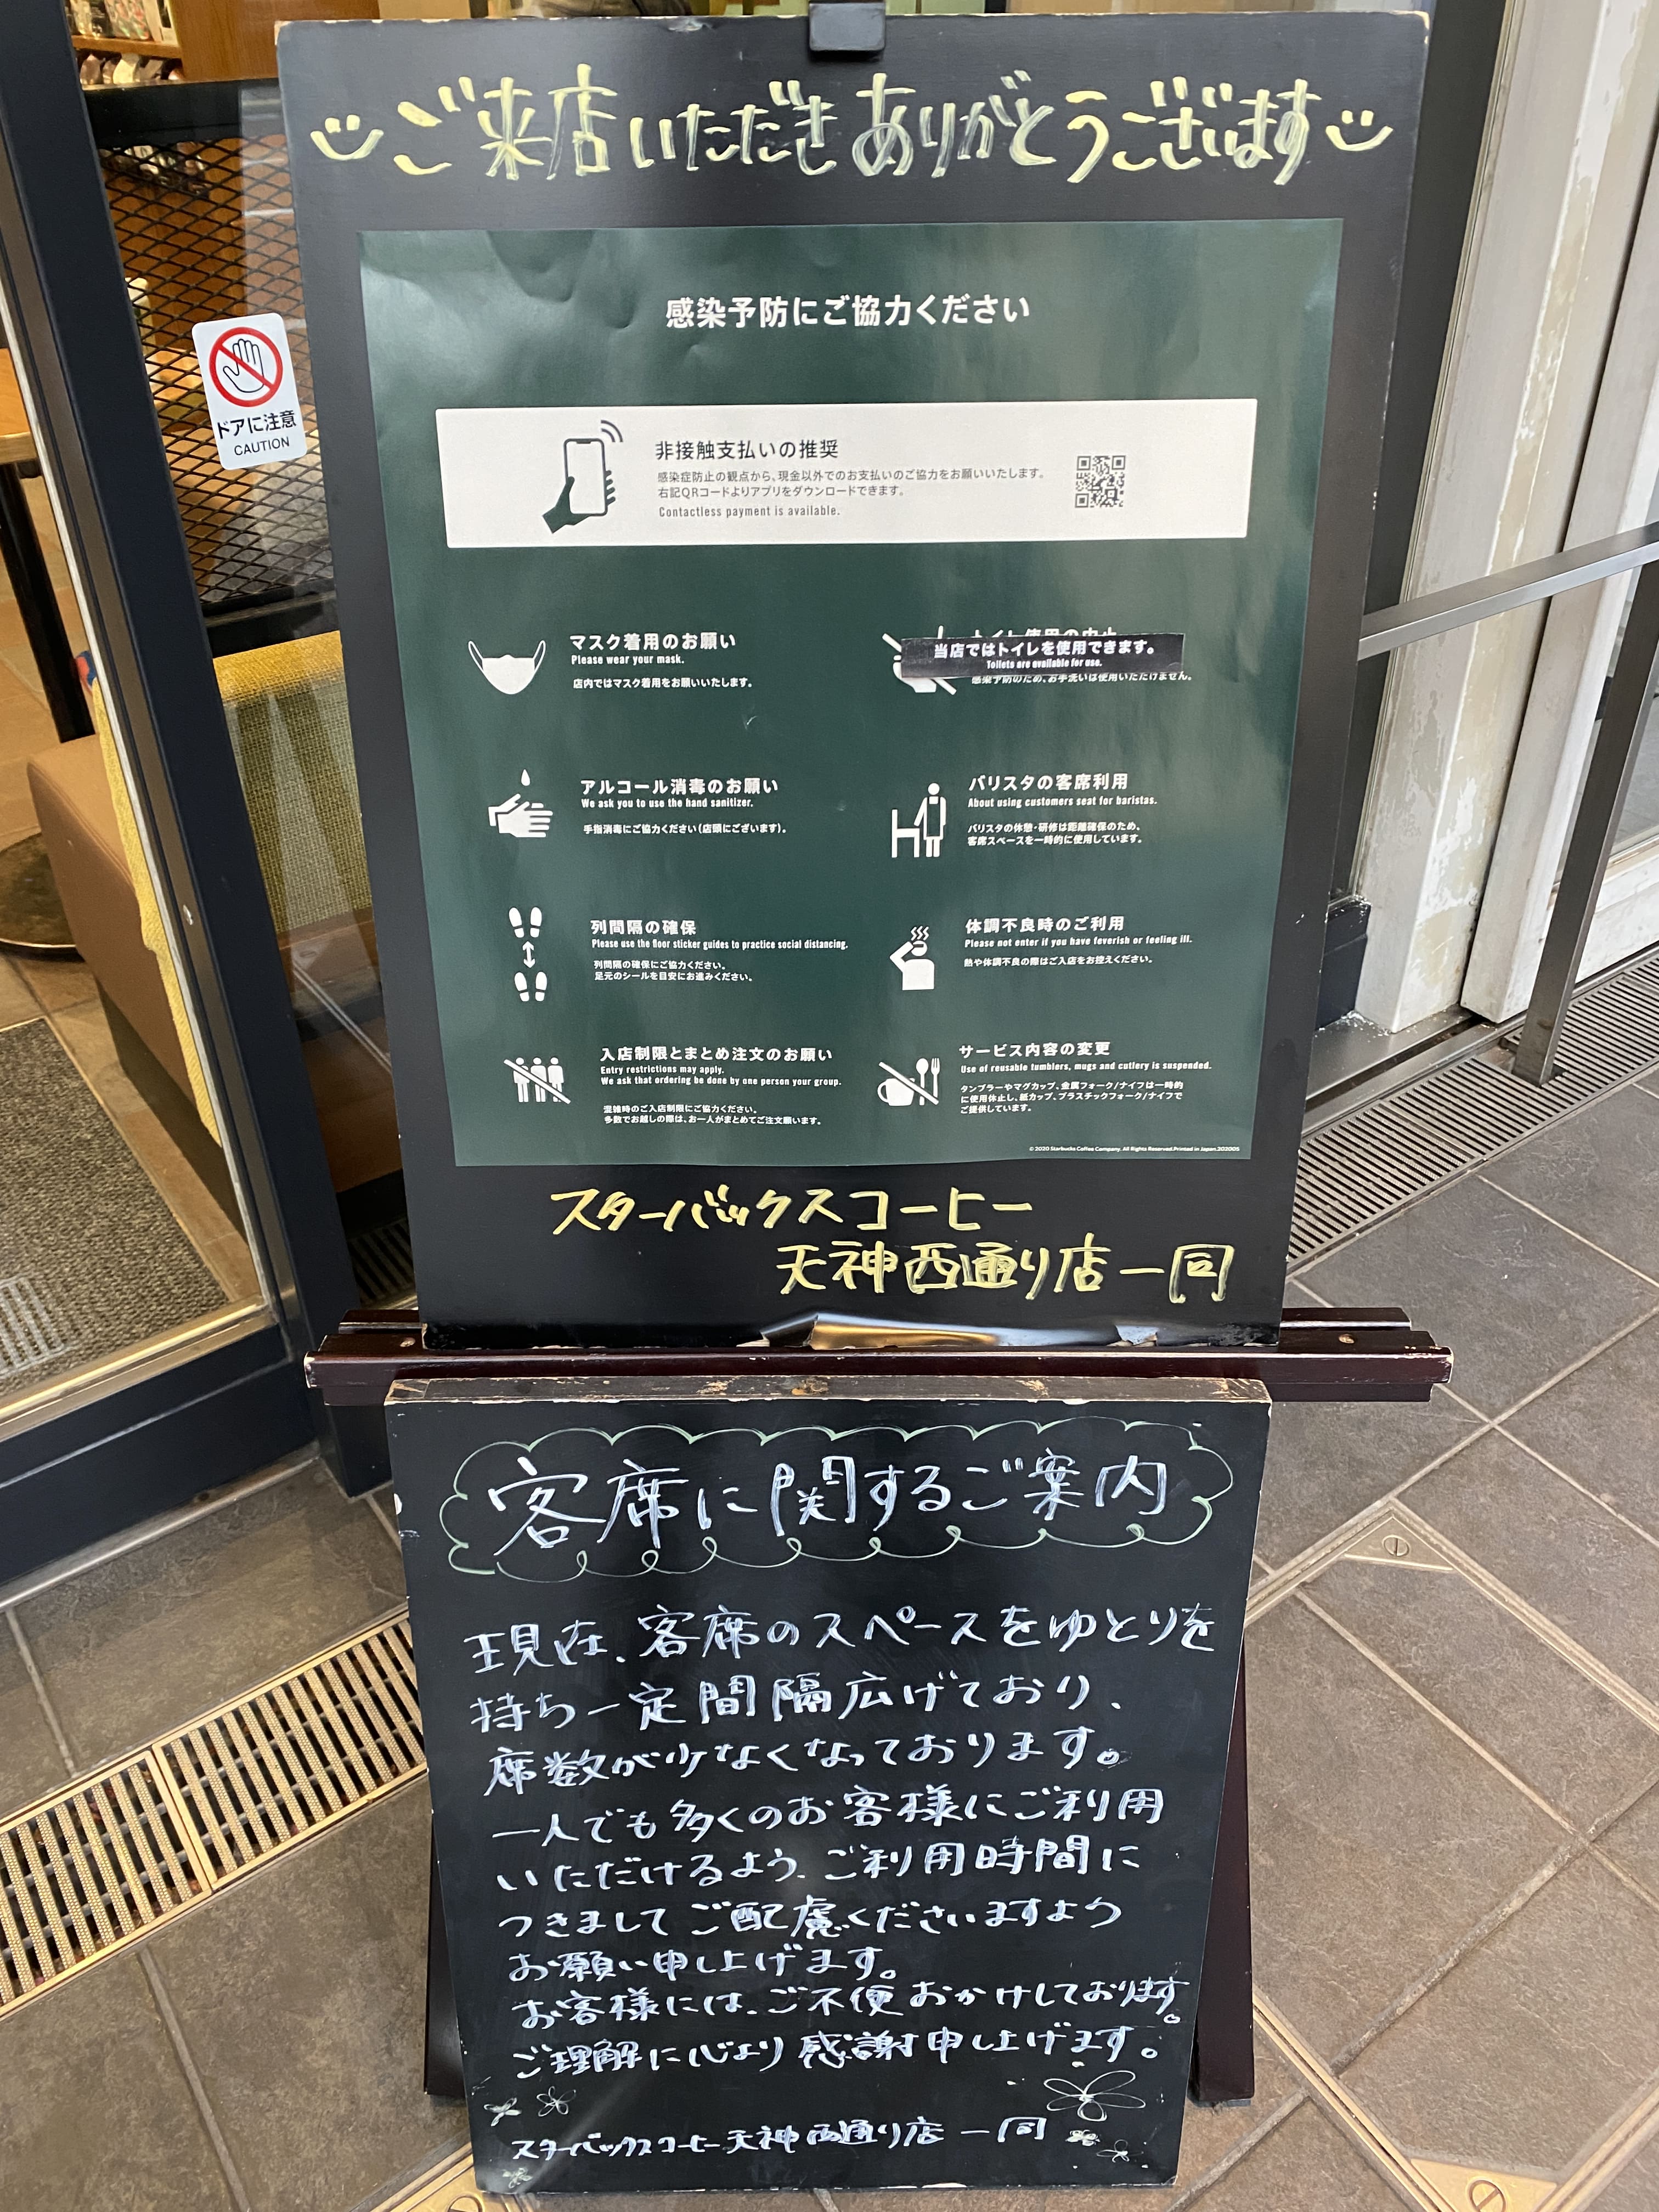 ご来店いただきありがとうございます
感染予防にご協力ください
ドアに注意
CAUTION
非接触支払いの推奨
感染症防止の観点から、現金以外でのお支払いのご協力をお願いいたします。
右記QRコードよりアプリをダウンロードできます。
Contactless payment is available.
マスク着用のお願い
Please wear your mask.
店内ではマスク着用をお願いいたします。
当店ではトイレを使用できます。
Toilets are available for use.
感染予防のため、お手洗いは使用いただけません。
アルコール消毒のお願い
We ask you to use the hand sanitizer.
手指消毒にご協力ください(店頭にございます)。
バリスタの客席利用
About using customers seat for baristas.
バリスタの休憩・研修は距離確保のため、
客席スペースを一時的に使用しています。
列間隔の確保
Please use the floor sticker guides to practice social distancing.
列間隔の確保にご協力ください。
足元のシールを目安にお進みください。
体調不良時のご利用
Please not enter if you have feverish or feeling ill.
熱や体調不良の際はご入店をお控えください。
入店制限とまとめ注文のお願い
Entry restrictions may apply.
We ask that ordering be done by one person your group.
混雑時のご入店制限にご協力ください。
多数でお越しの際は、お一人がまとめてご注文願います。
サービス内容の変更
Use of reusable tumblers, mugs and cutlery is suspended.
タンブラーやマグカップ、金属フォーク/ナイフは一時的
に使用休止し、紙カップ、プラスチックフォーク/ナイフで
ご提供しています。
© 2020 Starbucks Coffee Company. All Rights Reserved.Printed in Japan.202005
スターバックスコーヒー
天神西通り店一同
客席に関するご案内
現在、客席のスペースをゆとりを
持ち一定間隔広げており、
席数が少なくなっております。
一人でも多くのお客様にご利用
いただけるよう、ご利用時間に
つきましてご配慮くださいますよう
お願い申し上げます。
お客様には、ご不便おかけしております。
ご理解に心より感謝申し上げます。
スターバックスコーヒー天神西通り店 一同